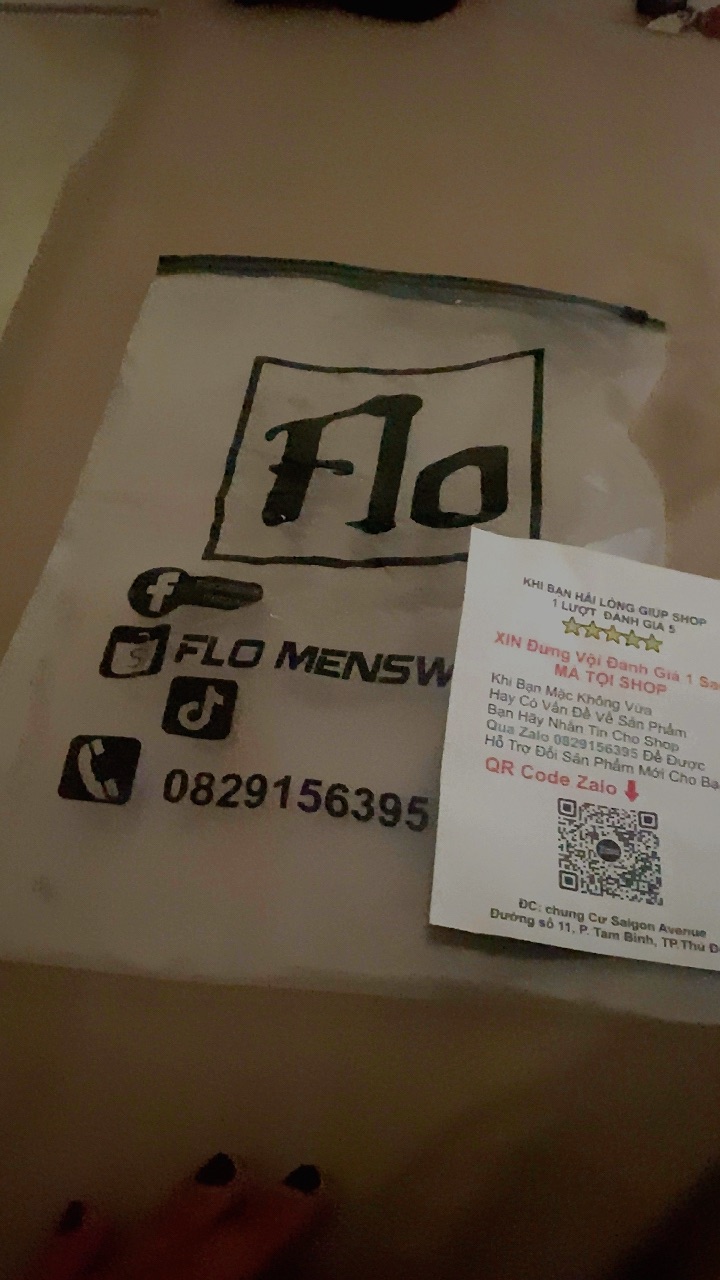 Flo
FLO MENSW
0829156395
KHI BẠN HÀI LÒNG GIÚP SHOP
1 LƯỢT ĐÁNH GIÁ 5
XIN Đừng Vội Đánh Giá 1 Sa
MÀ TỘI SHOP
Khi Bạn Mặc Không Vừa
Hay Có Vấn Đề Về Sản Phẩm
Bạn Hãy Nhắn Tin Cho Shop
Qua Zalo 0829156395 Để Được
Hỗ Trợ Đổi Sản Phẩm Mới Cho Bạ
QR Code Zalo
ĐC: chung Cư Saigon Avenue
Đường số 11, P. Tam Bình, TP.Thủ Đ